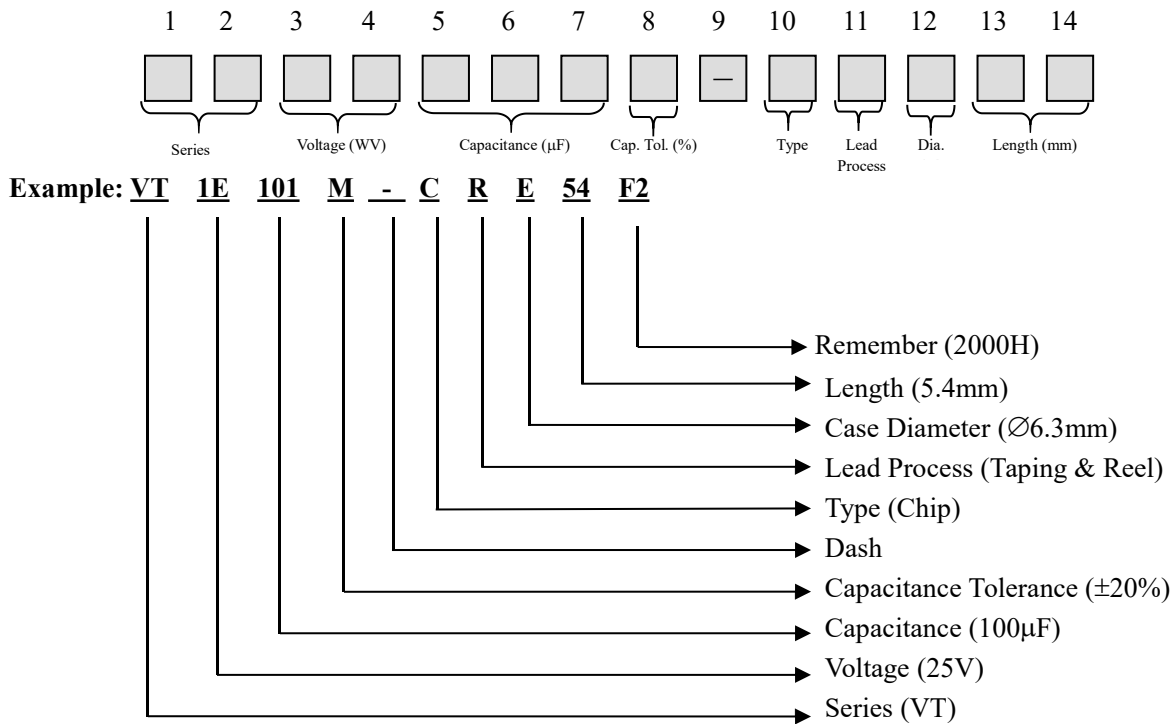 1 2 3 4 5 6 7 8 9 10 11 12 13 14
—
Series Voltage (WV) Capacitance (μF) Cap. Tol. (%) Type Lead Process Dia. Length (mm)
Example: VT 1E 101 M - C R E 54 F2
Remember (2000H)
Length (5.4mm)
Case Diameter (∅6.3mm)
Lead Process (Taping & Reel)
Type (Chip)
Dash
Capacitance Tolerance (±20%)
Capacitance (100μF)
Voltage (25V)
Series (VT)